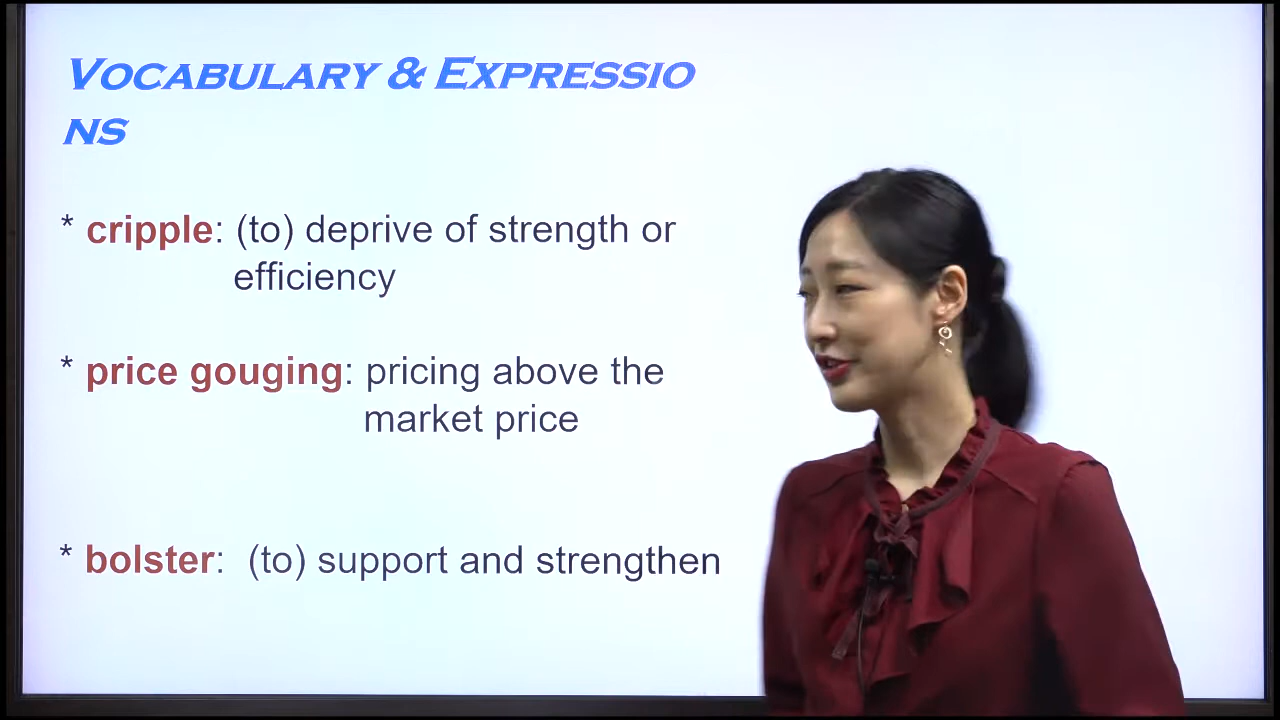 VOCABULARY & EXPRESSIO
NS
* cripple: (to) deprive of strength or
efficiency
* price gouging: pricing above the
market price
* bolster: (to) support and strengthen